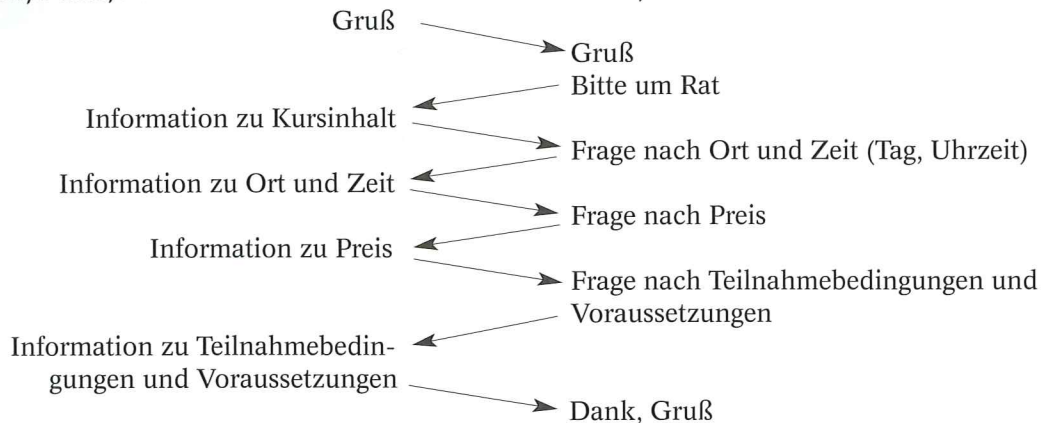 Gruß
Gruß
Bitte um Rat
Information zu Kursinhalt
Frage nach Ort und Zeit (Tag, Uhrzeit)
Information zu Ort und Zeit
Frage nach Preis
Information zu Preis
Frage nach Teilnahmebedingungen und
Voraussetzungen
Information zu Teilnahmebedin-
gungen und Voraussetzungen
Dank, Gruß